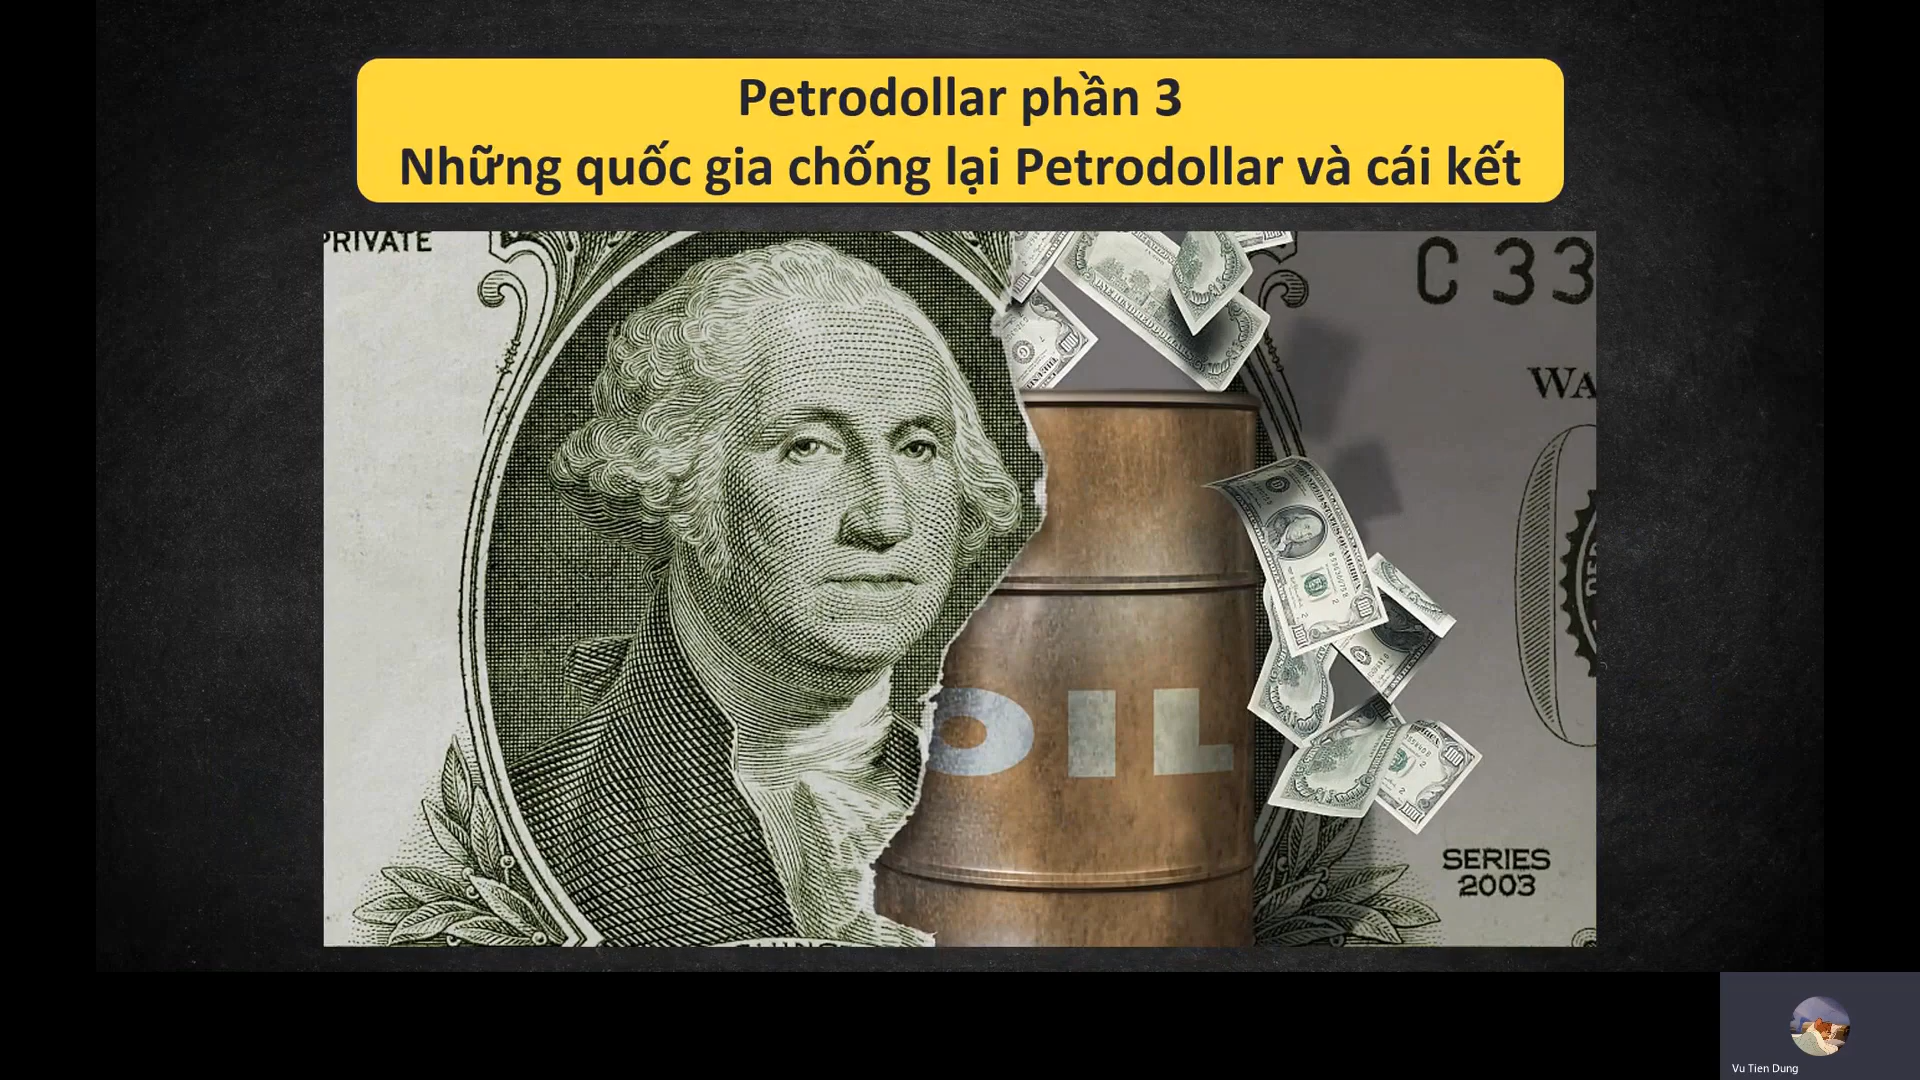 Petrodollar phần 3
Những quốc gia chống lại Petrodollar và cái kết
PRIVATE
C 33
WA
OIL
SERIES
2003
Vu Tien Dung